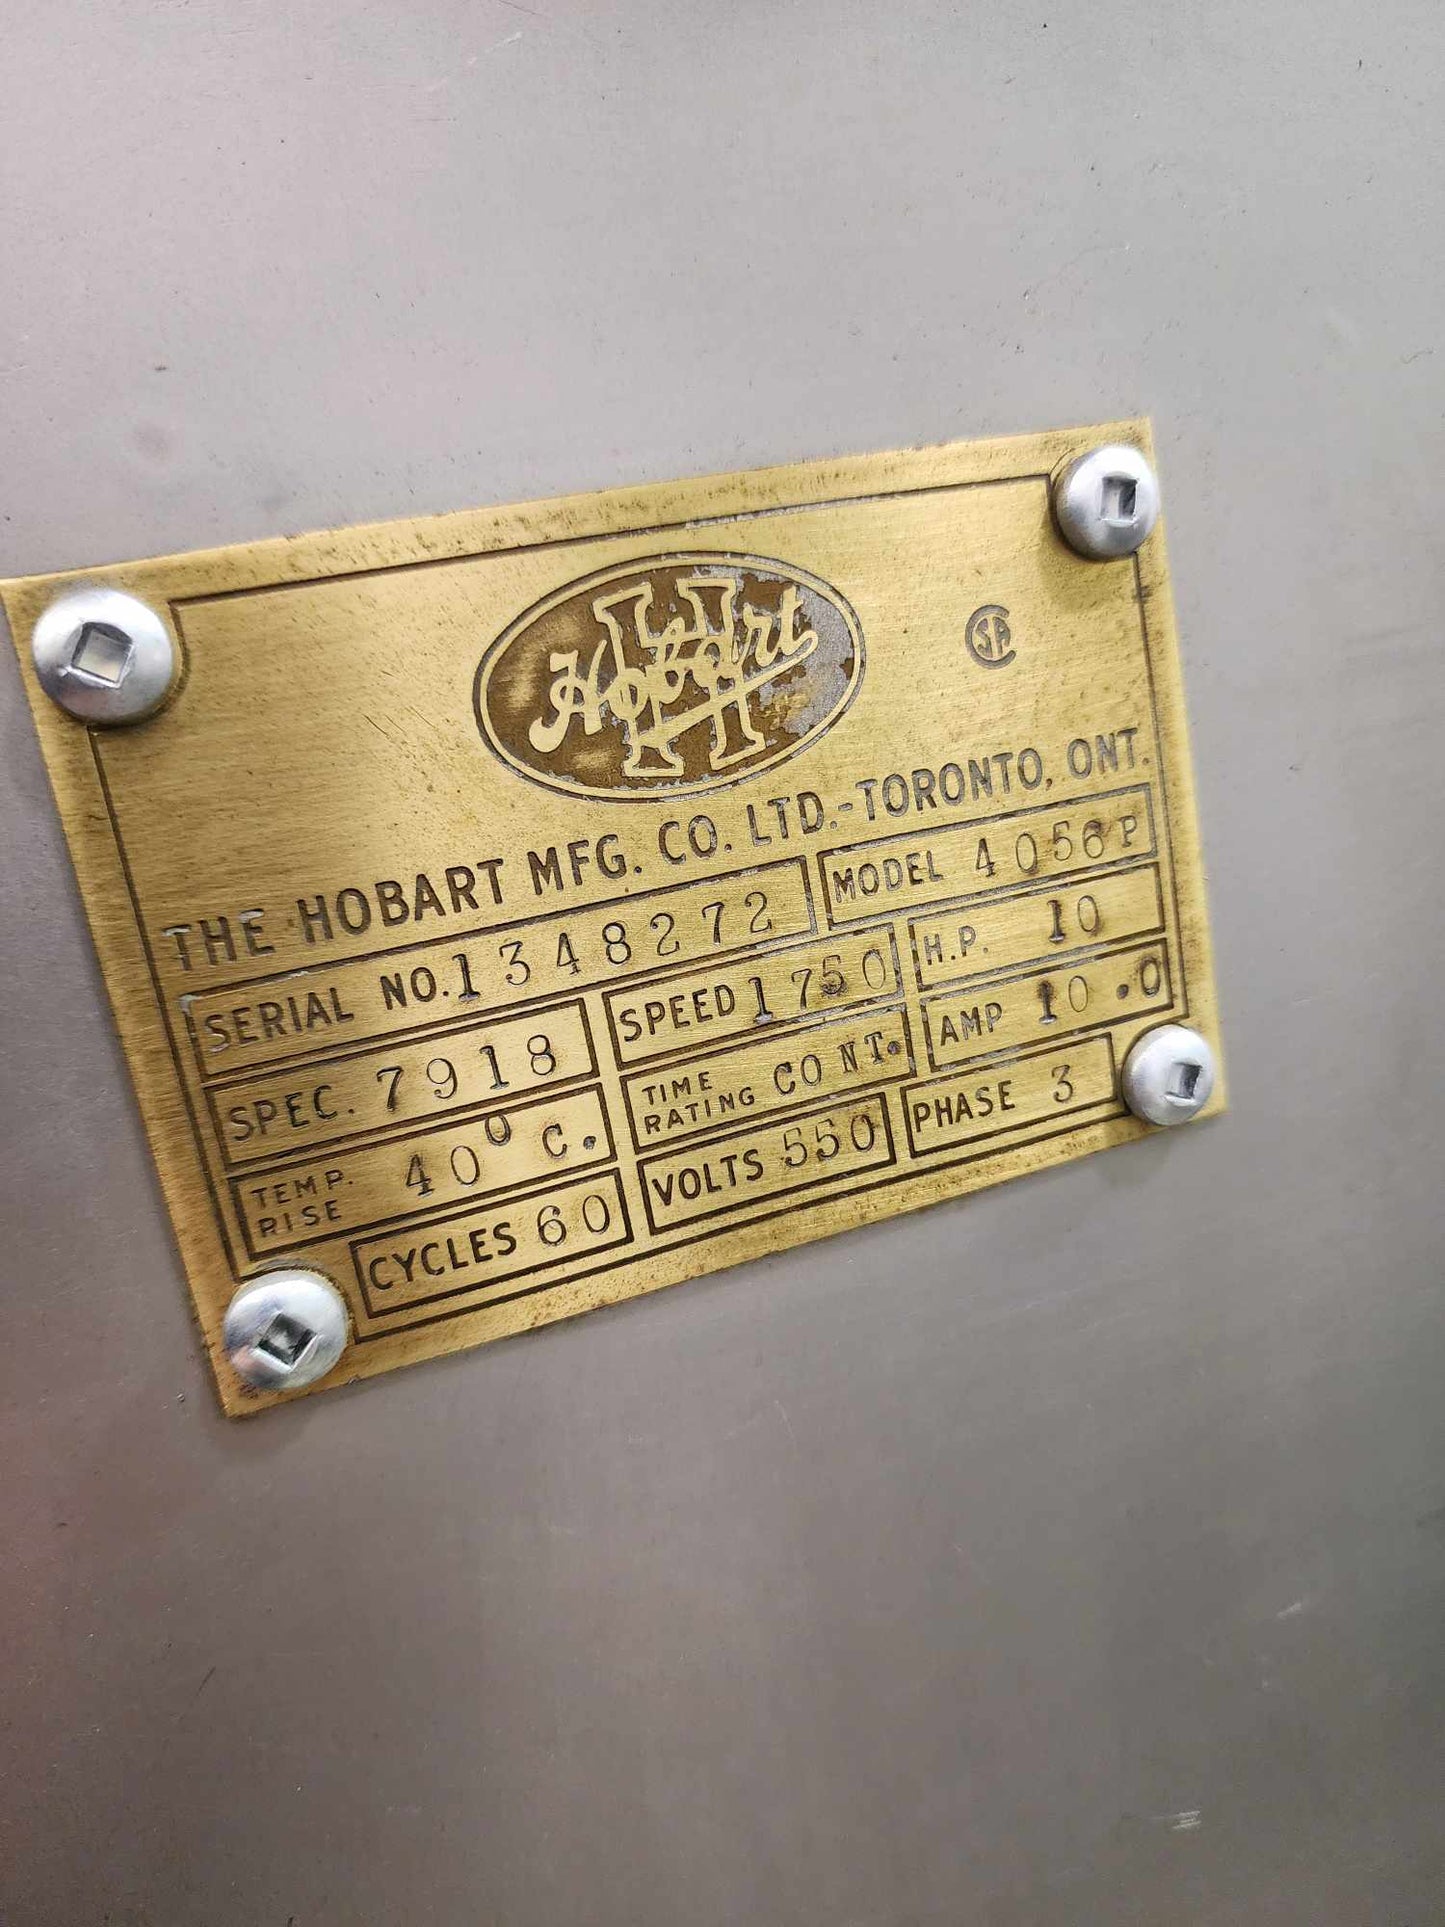 H
Hobart
CSA
THE HOBART MFG. CO. LTD.-TORONTO, ONT.
SERIAL NO. 1348272 MODEL 4056P
SPEC. 7918 SPEED 1750 H.P. 10
TEMP. RISE 40° C. TIME RATING CONT. AMP 10.0
CYCLES 60 VOLTS 550 PHASE 3